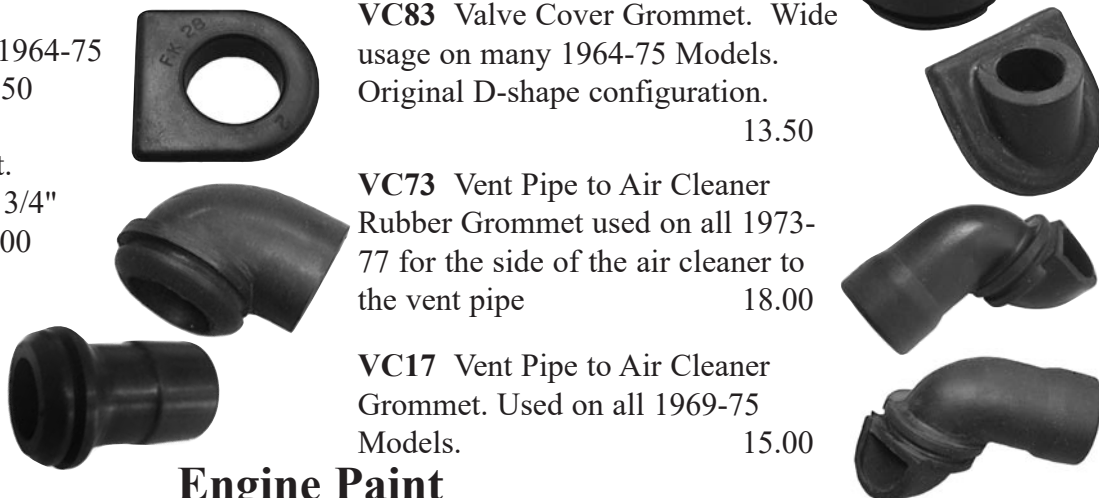 1964-75
50
t.
3/4"
00
F.K. 28
2
VC83 Valve Cover Grommet. Wide
usage on many 1964-75 Models.
Original D-shape configuration.
13.50
VC73 Vent Pipe to Air Cleaner
Rubber Grommet used on all 1973-
77 for the side of the air cleaner to
the vent pipe 18.00
VC17 Vent Pipe to Air Cleaner
Grommet. Used on all 1969-75
Models. 15.00
Engine Paint